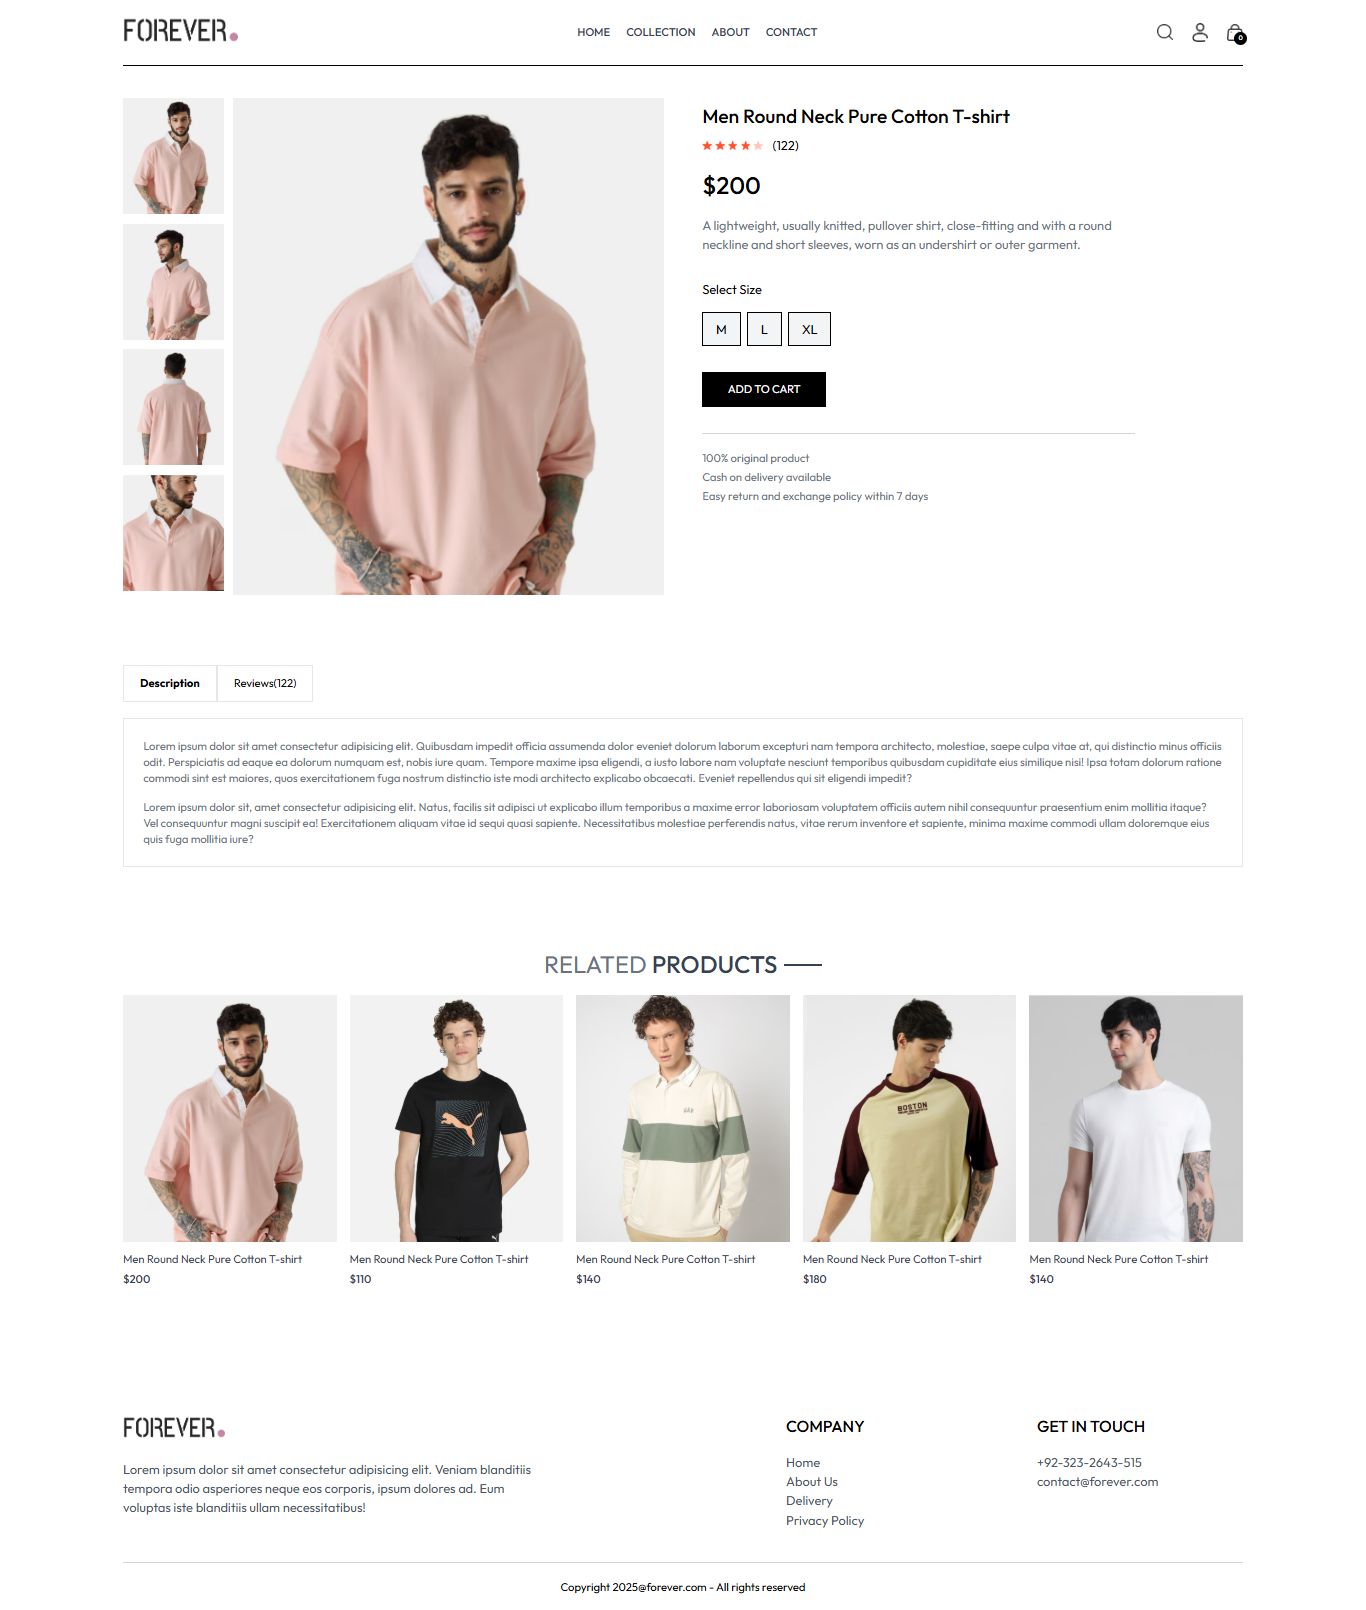 FOREVER.
HOME COLLECTION ABOUT CONTACT
0
Men Round Neck Pure Cotton T-shirt
(122)
$200
A lightweight, usually knitted, pullover shirt, close-fitting and with a round
neckline and short sleeves, worn as an undershirt or outer garment.
Select Size
M L XL
ADD TO CART
100% original product
Cash on delivery available
Easy return and exchange policy within 7 days
Description Reviews(122)
Lorem ipsum dolor sit amet consectetur adipisicing elit. Quibusdam impedit officia assumenda dolor eveniet dolorum laborum excepturi nam tempora architecto, molestiae, saepe culpa vitae at, qui distinctio minus officiis
odit. Perspiciatis ad eaque ea dolorum numquam est, nobis iure quam. Tempore maxime ipsa eligendi, a iusto labore nam voluptate nesciunt temporibus quibusdam cupiditate eius similique nisi! Ipsa totam dolorum ratione
commodi sint est maiores, quos exercitationem fuga nostrum distinctio iste modi architecto explicabo obcaecati. Eveniet repellendus qui sit eligendi impedit?
Lorem ipsum dolor sit, amet consectetur adipisicing elit. Natus, facilis sit adipisci ut explicabo illum temporibus a maxime error laboriosam voluptatem officiis autem nihil consequuntur praesentium enim mollitia itaque?
Vel consequuntur magni suscipit ea! Exercitationem aliquam vitae id sequi quasi sapiente. Necessitatibus molestiae perferendis natus, vitae rerum inventore et sapiente, minima maxime commodi ullam doloremque eius
quis fuga mollitia iure?
RELATED PRODUCTS
GAP
BOSTON
Men Round Neck Pure Cotton T-shirt
$200
Men Round Neck Pure Cotton T-shirt
$110
Men Round Neck Pure Cotton T-shirt
$140
Men Round Neck Pure Cotton T-shirt
$180
Men Round Neck Pure Cotton T-shirt
$140
FOREVER.
Lorem ipsum dolor sit amet consectetur adipisicing elit. Veniam blanditiis
tempora odio asperiores neque eos corporis, ipsum dolores ad. Eum
voluptas iste blanditiis ullam necessitatibus!
COMPANY
Home
About Us
Delivery
Privacy Policy
GET IN TOUCH
+92-323-2643-515
contact@forever.com
Copyright 2025@forever.com - All rights reserved